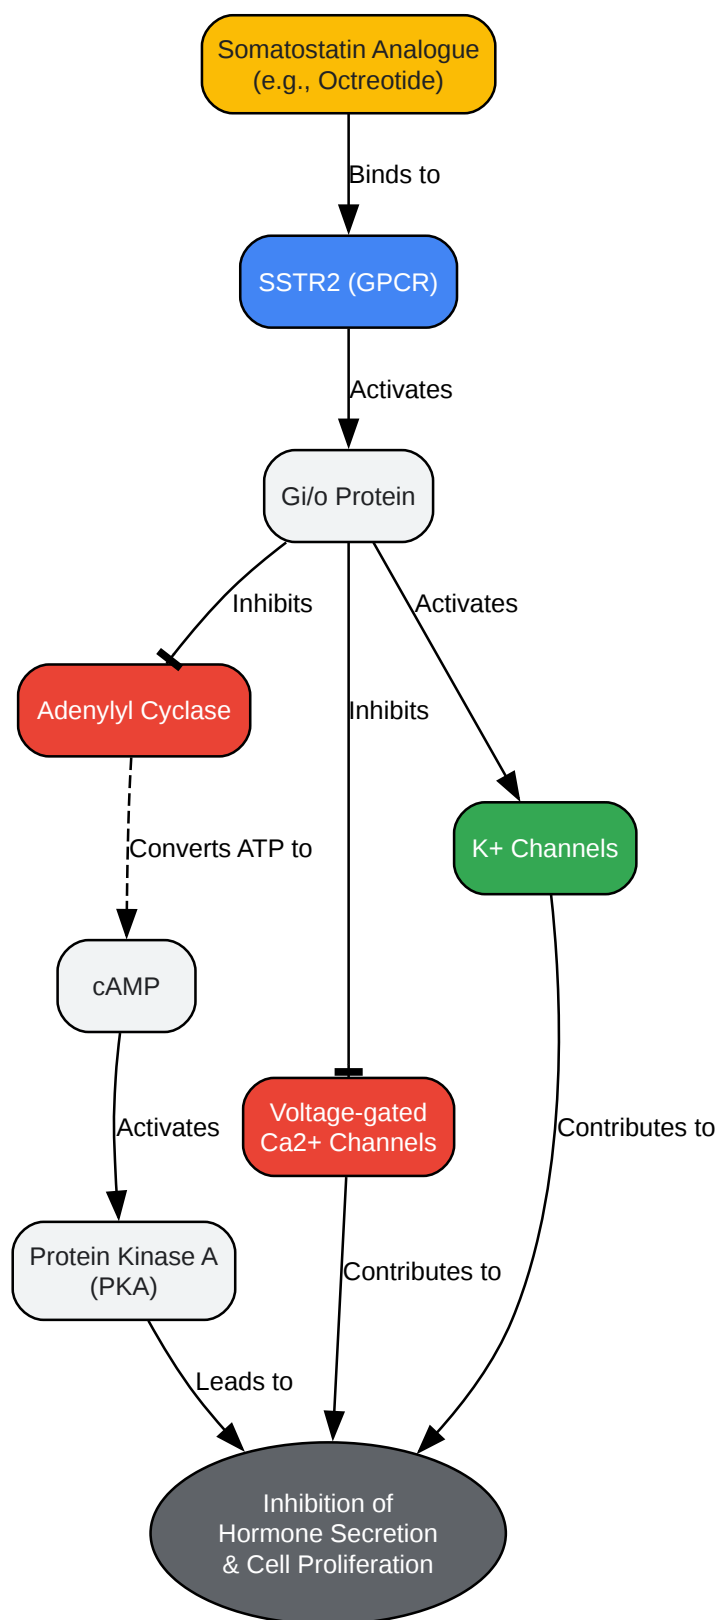 Somatostatin Analogue
(e.g., Octreotide)
Binds to
SSTR2 (GPCR)
Activates
Gi/o Protein
Inhibits
Activates
Adenylyl Cyclase
Inhibits
K+ Channels
Converts ATP to
cAMP
Activates
Voltage-gated
Ca2+ Channels
Contributes to
Protein Kinase A
(PKA)
Contributes to
Leads to
Inhibition of
Hormone Secretion
& Cell Proliferation